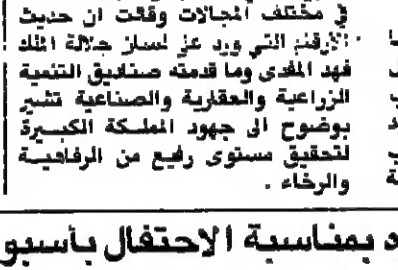 في مختلف المجالات وقالت ان حديث
الأرقام التي ورد على لسان جلالة الملك
فهد المفدى وما قدمته صناديق التنمية
الزراعية والعقارية والصناعية تشير
بوضوح الى جهود المملكة الكبيرة
لتحقيق مستوى رفيع من الرفاهية
والرخاء .
د بمناسبة الاحتفال بأسبو